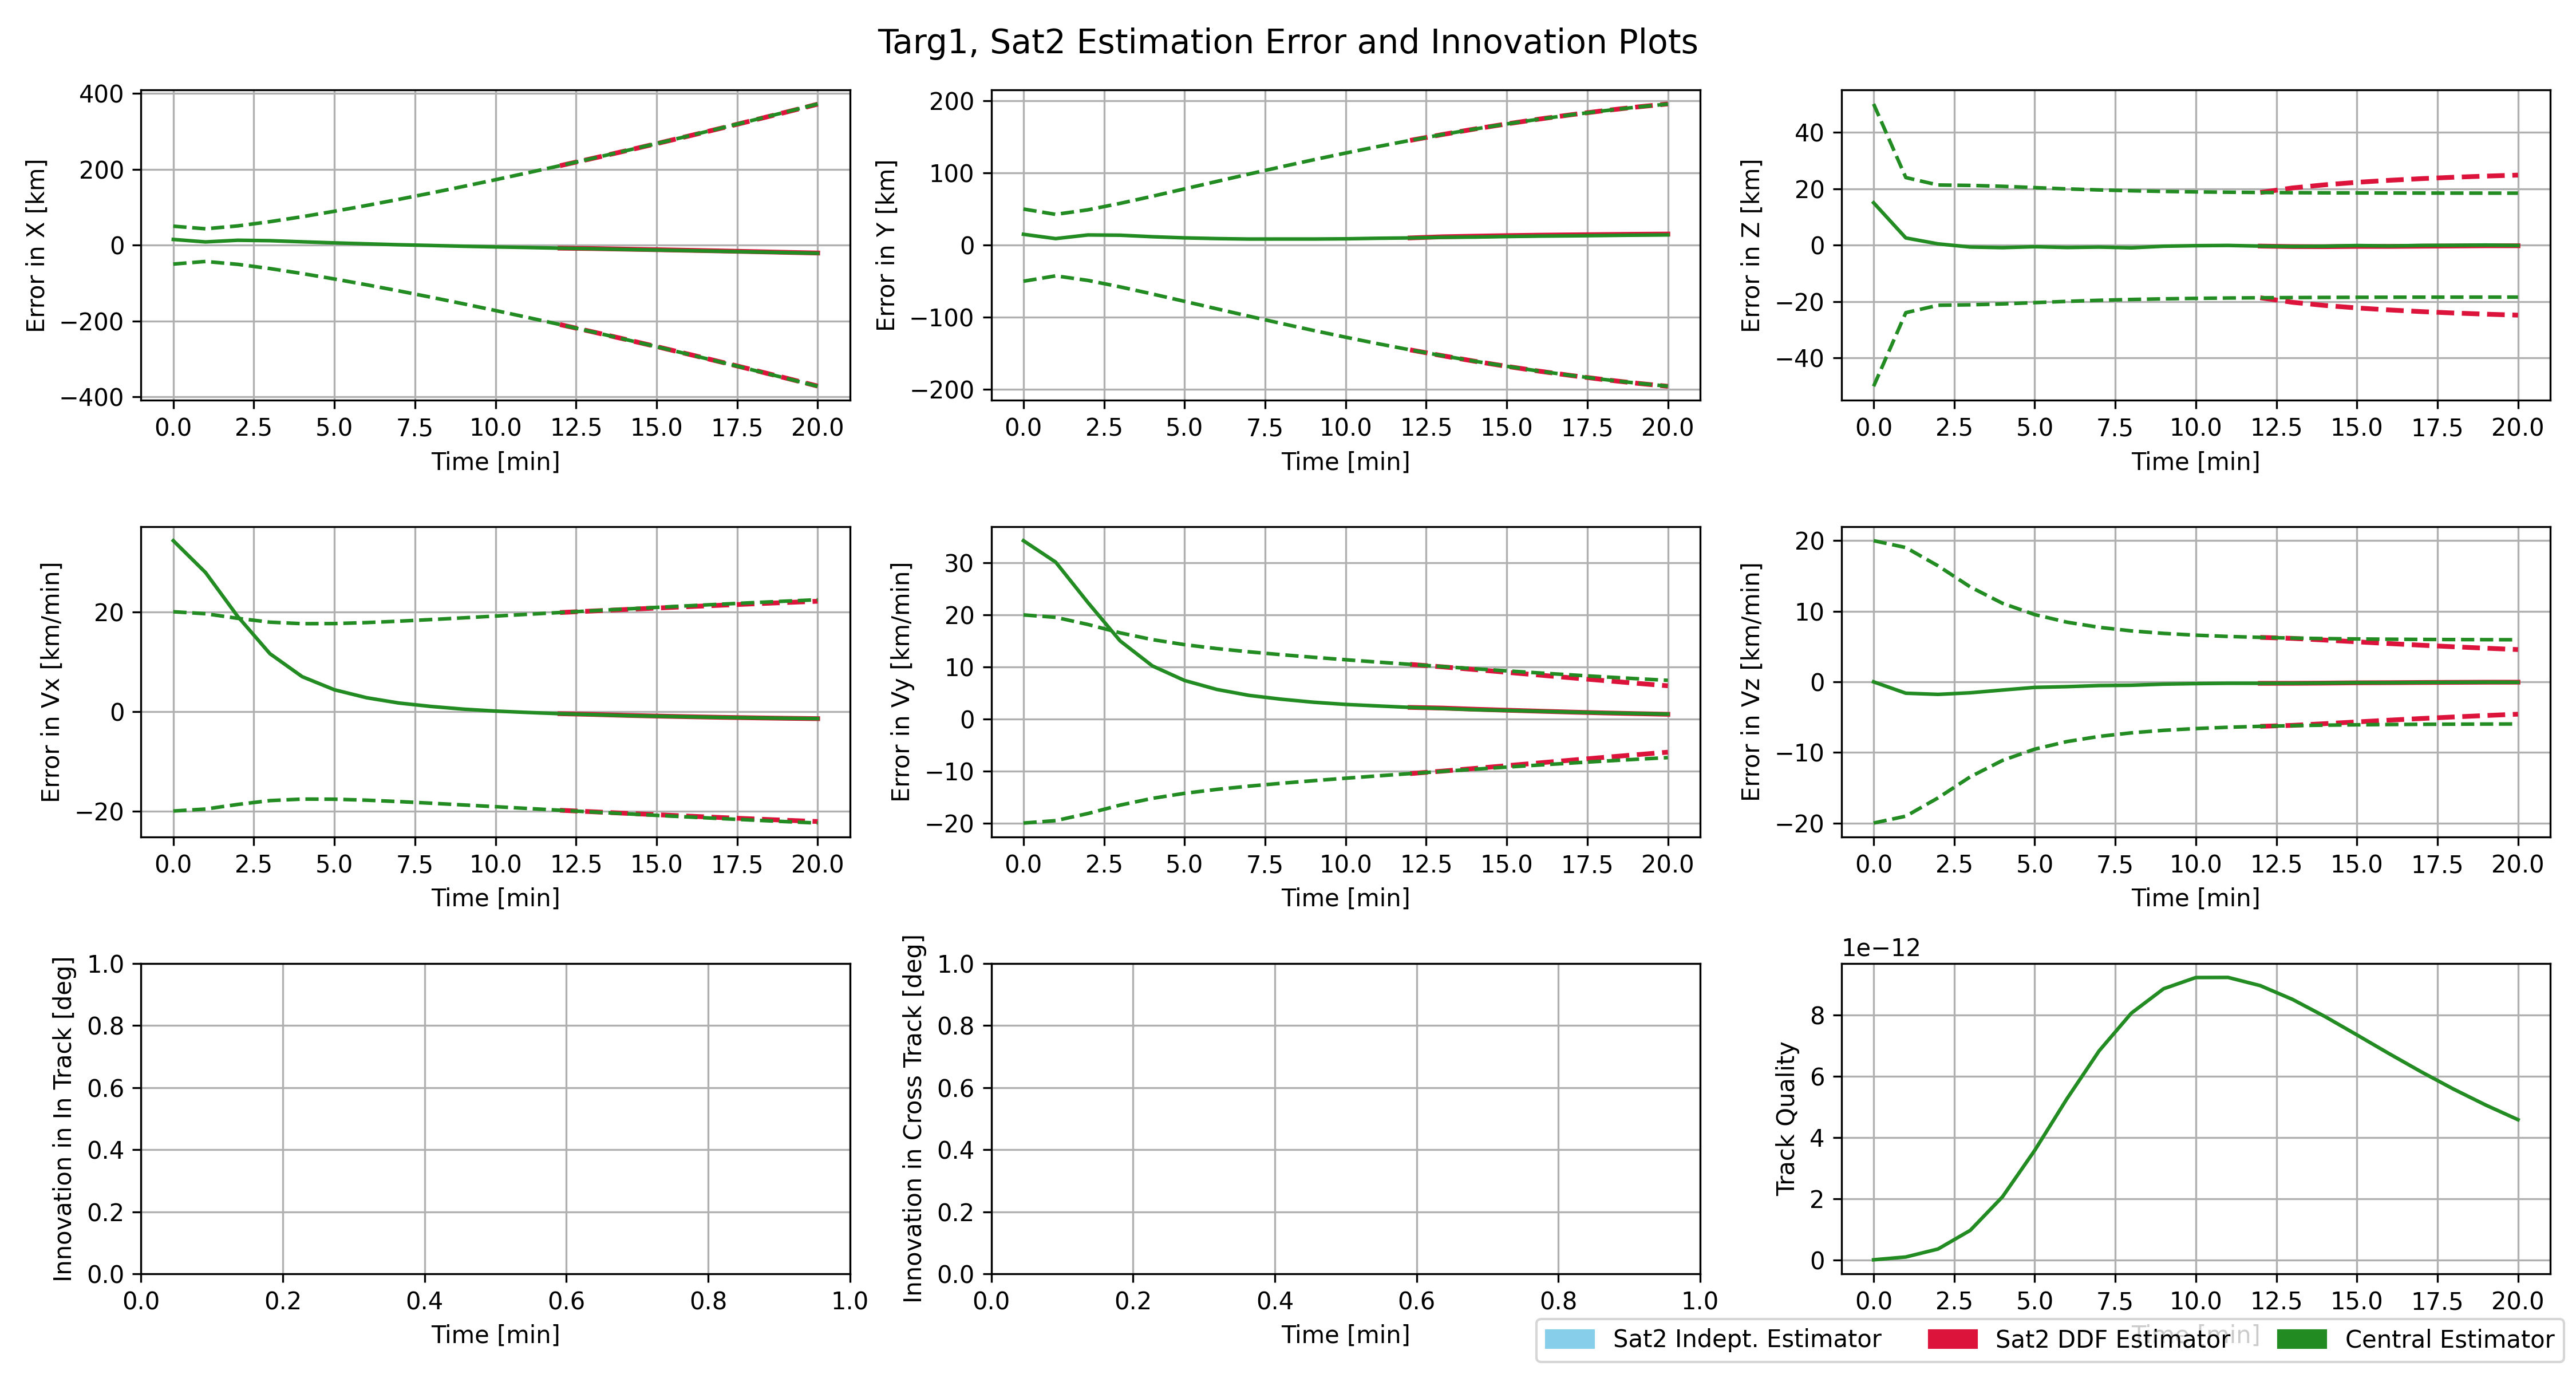 Targ1, Sat2 Estimation Error and Innovation Plots
Error in X [km]
400
200
0
−200
−400
0.0 2.5 5.0 7.5 10.0 12.5 15.0 17.5 20.0
Time [min]
Error in Y [km]
200
100
0
−100
−200
0.0 2.5 5.0 7.5 10.0 12.5 15.0 17.5 20.0
Time [min]
Error in Z [km]
40
20
0
−20
−40
0.0 2.5 5.0 7.5 10.0 12.5 15.0 17.5 20.0
Time [min]
Error in Vx [km/min]
20
0
−20
0.0 2.5 5.0 7.5 10.0 12.5 15.0 17.5 20.0
Time [min]
Error in Vy [km/min]
30
20
10
0
−10
−20
0.0 2.5 5.0 7.5 10.0 12.5 15.0 17.5 20.0
Time [min]
Error in Vz [km/min]
20
10
0
−10
−20
0.0 2.5 5.0 7.5 10.0 12.5 15.0 17.5 20.0
Time [min]
Innovation in In Track [deg]
1.0
0.8
0.6
0.4
0.2
0.0
0.0 0.2 0.4 0.6 0.8 1.0
Time [min]
Innovation in Cross Track [deg]
1.0
0.8
0.6
0.4
0.2
0.0
0.0 0.2 0.4 0.6 0.8 1.0
Time [min]
1e−12
Track Quality
8
6
4
2
0
0.0 2.5 5.0 7.5 10.0 12.5 15.0 17.5 20.0
Time [min]
Sat2 Indept. Estimator
Sat2 DDF Estimator
Central Estimator